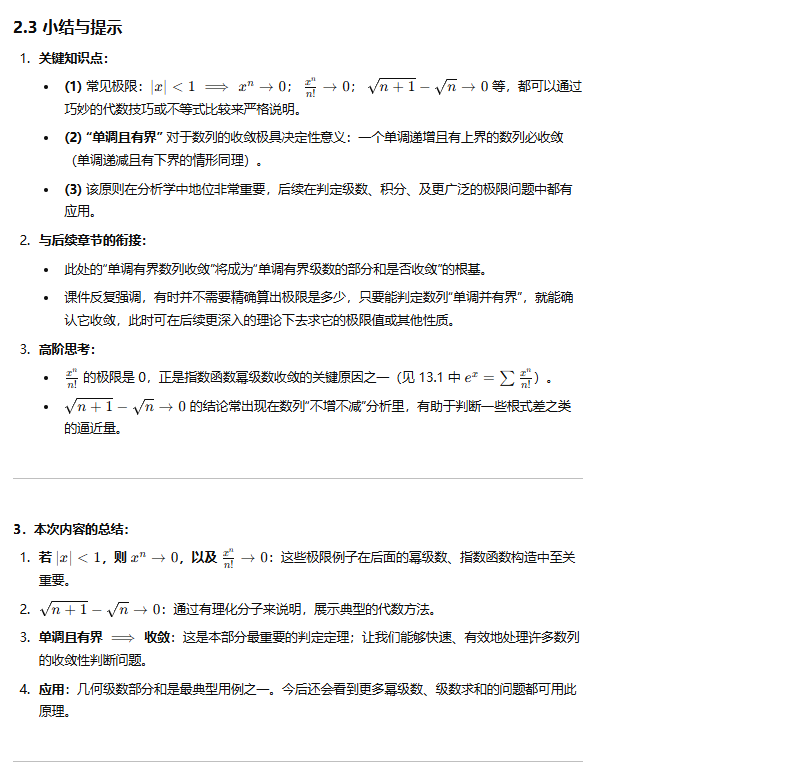 2.3 小结与提示
1. 关键知识点：
• (1) 常见极限：|x| < 1 ⟹ xⁿ → 0； xⁿ/n! → 0； √(n+1) − √n → 0 等，都可以通过
巧妙的代数技巧或不等式比较来严格说明。
• (2) “单调且有界” 对于数列的收敛极具决定性意义：一个单调递增且有上界的数列必收敛
（单调递减且有下界的情形同理）。
• (3) 该原则在分析学中地位非常重要，后续在判定级数、积分、及更广泛的极限问题中都有
应用。
2. 与后续章节的衔接：
• 此处的“单调有界数列收敛”将成为“单调有界级数的部分和是否收敛”的根基。
• 课件反复强调，有时并不需要精确算出极限是多少，只要能判定数列“单调并有界”，就能确
认它收敛，此时可在后续更深入的理论下去求它的极限值或其他性质。
3. 高阶思考：
• xⁿ/n! 的极限是 0，正是指数函数幂级数收敛的关键原因之一（见 13.1 中 eˣ = ∑ xⁿ/n!）。
• √(n+1) − √n → 0 的结论常出现在数列“不增不减”分析里，有助于判断一些根式差之类
的逼近量。
3．本次内容的总结：
1. 若 |x| < 1，则 xⁿ → 0，以及 xⁿ/n! → 0：这些极限例子在后面的幂级数、指数函数构造中至关
重要。
2. √(n+1) − √n → 0：通过有理化分子来说明，展示典型的代数方法。
3. 单调且有界 ⟹ 收敛：这是本部分最重要的判定定理；让我们能够快速、有效地处理许多数列
的收敛性判断问题。
4. 应用：几何级数部分和是最典型用例之一。今后还会看到更多幂级数、级数求和的问题都可用此
原理。